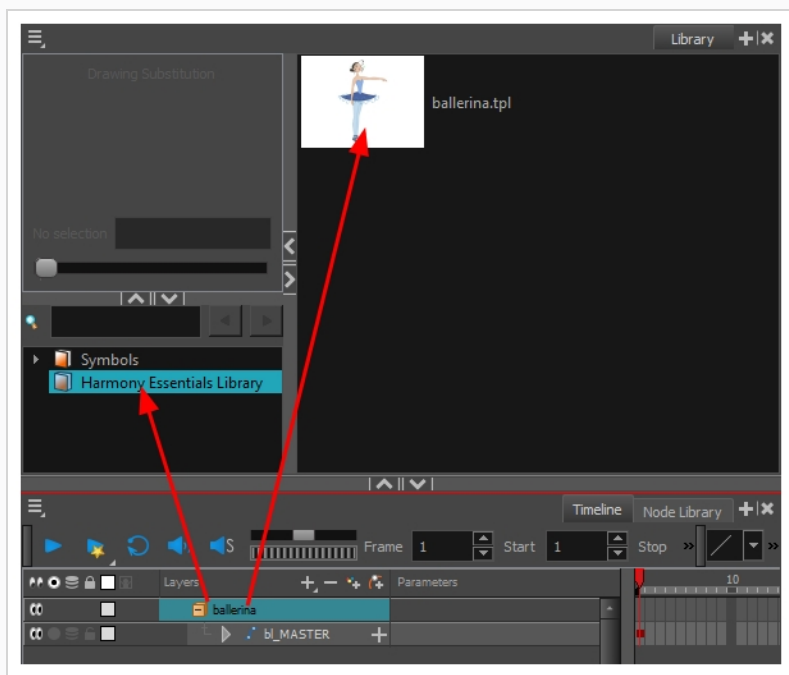 Library
Drawing Substitution
ballerina.tpl
No selection
Symbols
Harmony Essentials Library
Timeline
Node Library
S
Frame 1 Start 1 Stop »
»
Layers Parameters 10
ballerina
bl_MASTER